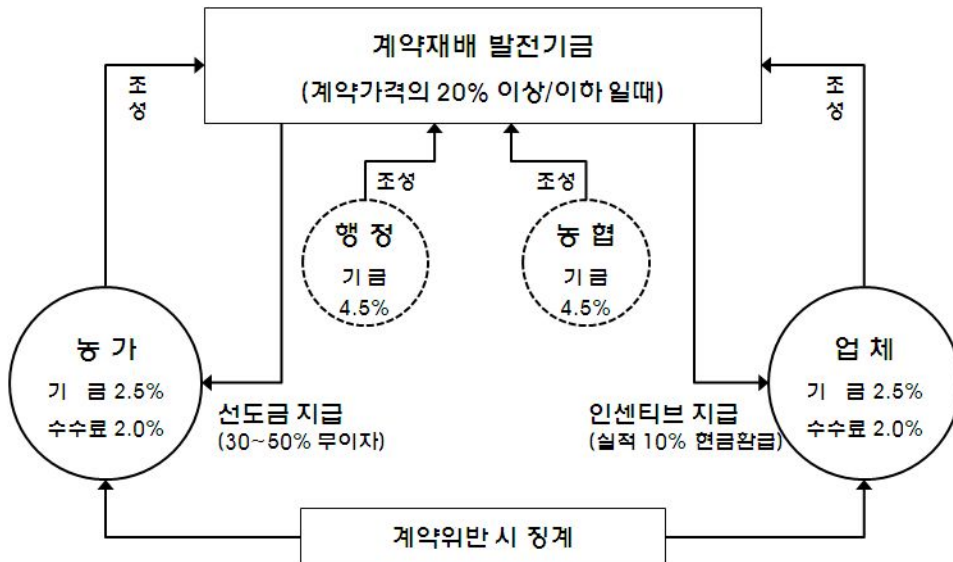 계약재배 발전기금
(계약가격의 20% 이상/이하 일때)
조성
조성
조성
조성
행 정
기 금
4.5%
농 협
기 금
4.5%
농 가
기 금 2.5%
수수료 2.0%
업 체
기 금 2.5%
수수료 2.0%
선도금 지급
(30~50% 무이자)
인센티브 지급
(실적 10% 현금환급)
계약위반 시 징계